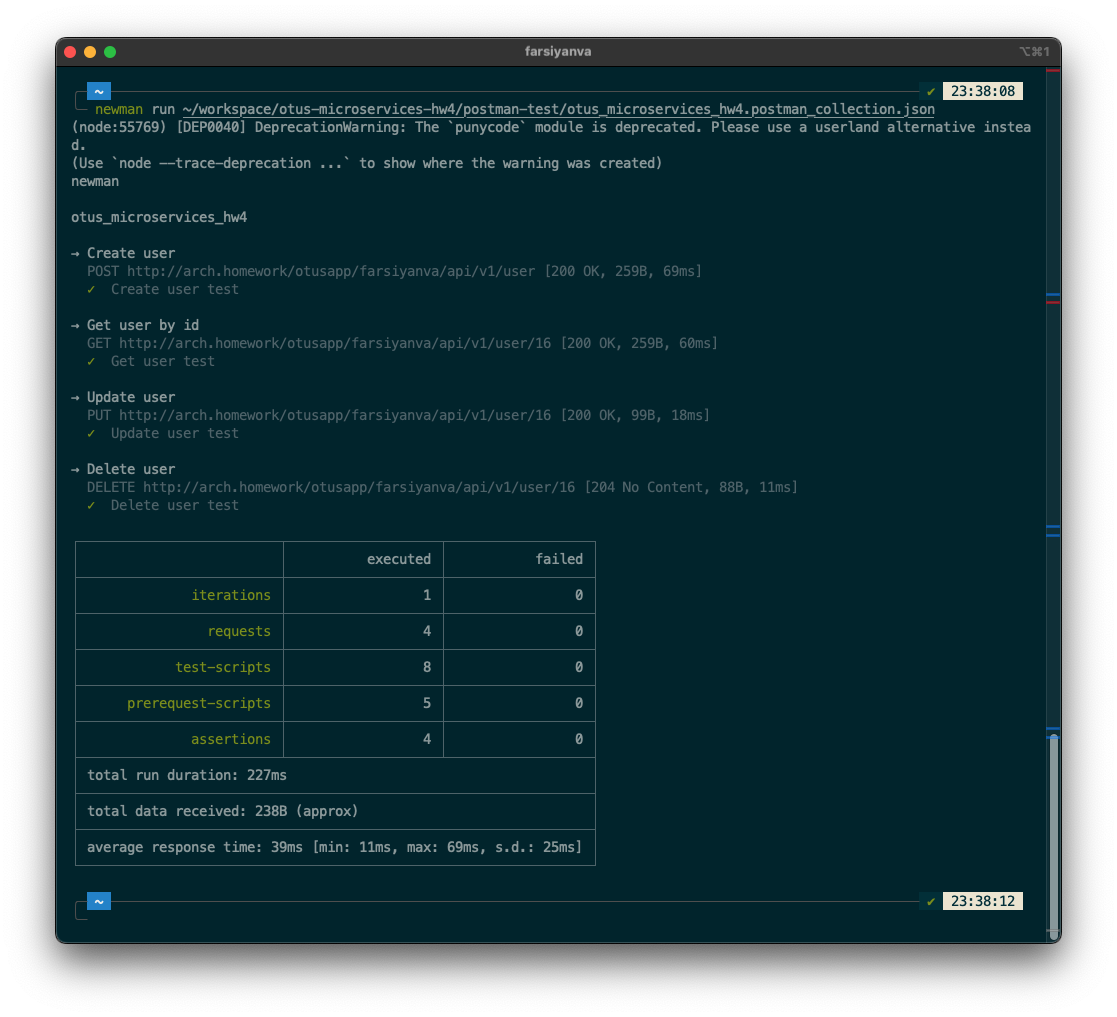 farsiyanva
⌥⌘1
~ ✔ 23:38:08
newman run ~/workspace/otus-microservices-hw4/postman-test/otus_microservices_hw4.postman_collection.json
(node:55769) [DEP0040] DeprecationWarning: The `punycode` module is deprecated. Please use a userland alternative instea
d.
(Use `node --trace-deprecation ...` to show where the warning was created)
newman
otus_microservices_hw4
→ Create user
POST http://arch.homework/otusapp/farsiyanva/api/v1/user [200 OK, 259B, 69ms]
✓ Create user test
→ Get user by id
GET http://arch.homework/otusapp/farsiyanva/api/v1/user/16 [200 OK, 259B, 60ms]
✓ Get user test
→ Update user
PUT http://arch.homework/otusapp/farsiyanva/api/v1/user/16 [200 OK, 99B, 18ms]
✓ Update user test
→ Delete user
DELETE http://arch.homework/otusapp/farsiyanva/api/v1/user/16 [204 No Content, 88B, 11ms]
✓ Delete user test
executed failed
iterations 1 0
requests 4 0
test-scripts 8 0
prerequest-scripts 5 0
assertions 4 0
total run duration: 227ms
total data received: 238B (approx)
average response time: 39ms [min: 11ms, max: 69ms, s.d.: 25ms]
~ ✔ 23:38:12